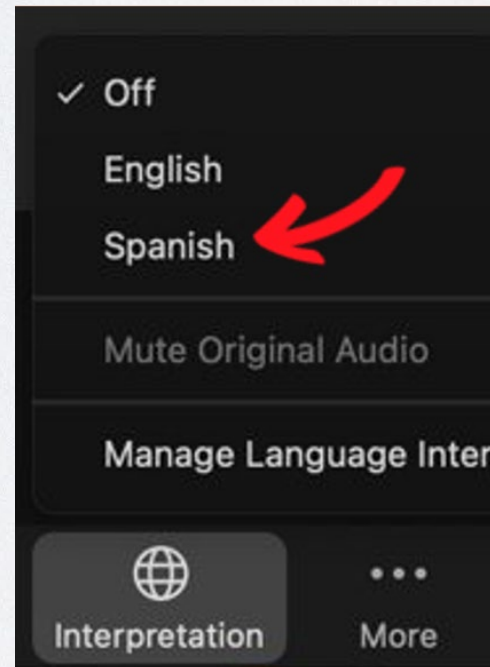 Off
English
Spanish
Mute Original Audio
Manage Language Inter
Interpretation
More